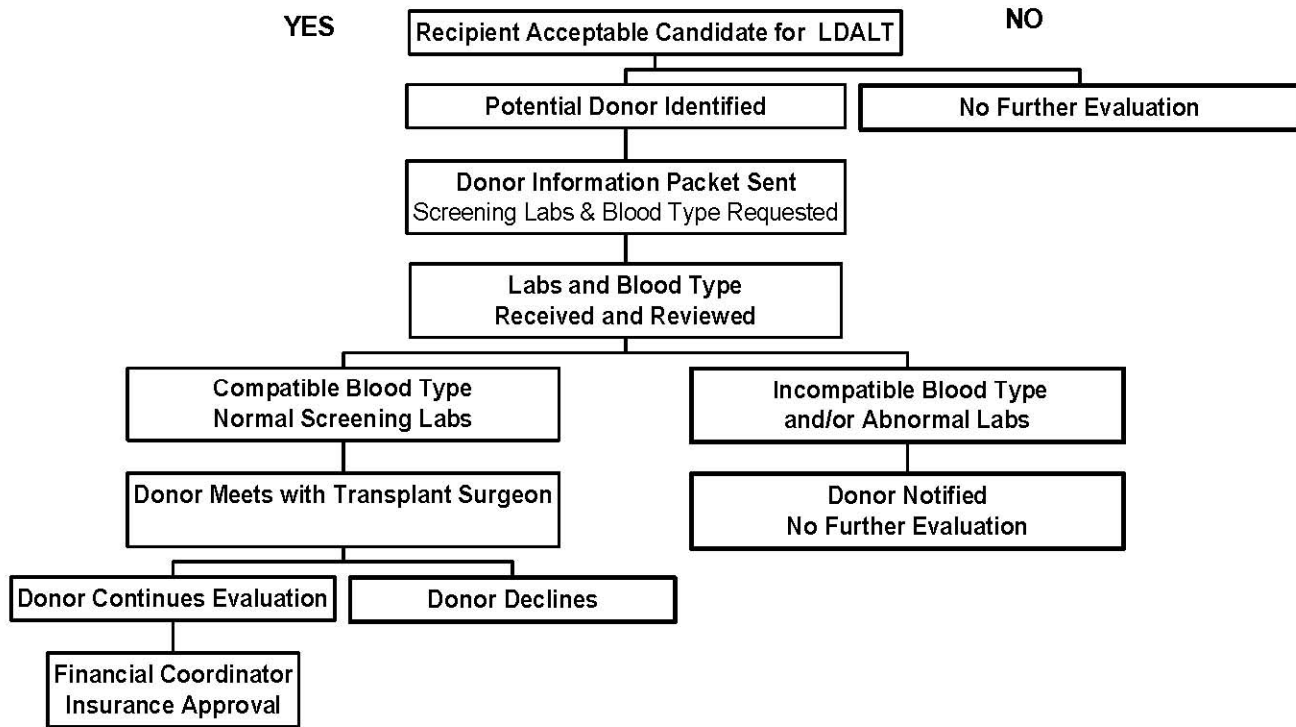 YES
Recipient Acceptable Candidate for LDALT
NO
Potential Donor Identified
No Further Evaluation
Donor Information Packet Sent
Screening Labs & Blood Type Requested
Labs and Blood Type
Received and Reviewed
Compatible Blood Type
Normal Screening Labs
Incompatible Blood Type
and/or Abnormal Labs
Donor Meets with Transplant Surgeon
Donor Notified
No Further Evaluation
Donor Continues Evaluation
Donor Declines
Financial Coordinator
Insurance Approval